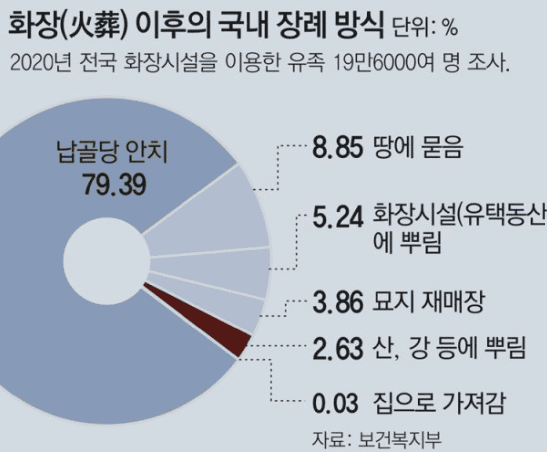 화장(火葬) 이후의 국내 장례 방식 단위: %
2020년 전국 화장시설을 이용한 유족 19만6000여 명 조사.
납골당 안치
79.39
8.85 땅에 묻음
5.24 화장시설(유택동산
에 뿌림
3.86 묘지 재매장
2.63 산, 강 등에 뿌림
0.03 집으로 가져감
자료: 보건복지부